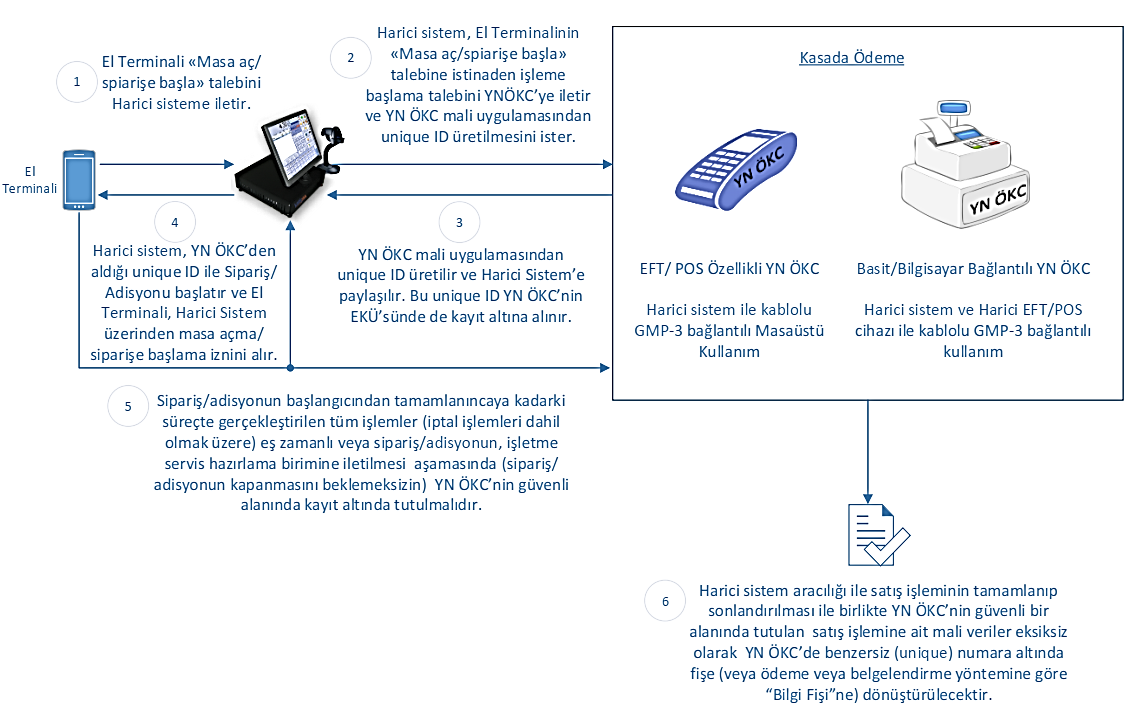 1
El Terminali «Masa aç/
spiarişe başla» talebini
Harici sisteme iletir.
2
Harici sistem, El Terminalinin
«Masa aç/spiarişe başla»
talebine istinaden işleme
başlama talebini YNÖKC’ye iletir
ve YN ÖKC mali uygulamasından
unique ID üretilmesini ister.
El
Terminali
3
YN ÖKC mali uygulamasından
unique ID üretilir ve Harici Sistem’e
paylaşılır. Bu unique ID YN ÖKC’nin
EKÜ’sünde de kayıt altına alınır.
4
Harici sistem, YN ÖKC’den
aldığı unique ID ile Sipariş/
Adisyonu başlatır ve El
Terminali, Harici Sistem
üzerinden masa açma/
siparişe başlama iznini alır.
Kasada Ödeme
YN ÖKC
YN ÖKC
EFT/ POS Özellikli YN ÖKC
Harici sistem ile kablolu
GMP-3 bağlantılı Masaüstü
Kullanım
Basit/Bilgisayar Bağlantılı YN ÖKC
Harici sistem ve Harici EFT/POS
cihazı ile kablolu GMP-3 bağlantılı
kullanım
5
Sipariş/adisyonun başlangıcından tamamlanıncaya kadarki
süreçte gerçekleştirilen tüm işlemler (iptal işlemleri dahil
olmak üzere) eş zamanlı veya sipariş/adisyonun, işletme
servis hazırlama birimine iletilmesi aşamasında (sipariş/
adisyonun kapanmasını beklemeksizin) YN ÖKC’nin güvenli
alanında kayıt altında tutulmalıdır.
6
Harici sistem aracılığı ile satış işleminin tamamlanıp
sonlandırılması ile birlikte YN ÖKC’nin güvenli bir
alanında tutulan satış işlemine ait mali veriler eksiksiz
olarak YN ÖKC’de benzersiz (unique) numara altında
fişe (veya ödeme veya belgelendirme yöntemine göre
“Bilgi Fişi”ne) dönüştürülecektir.